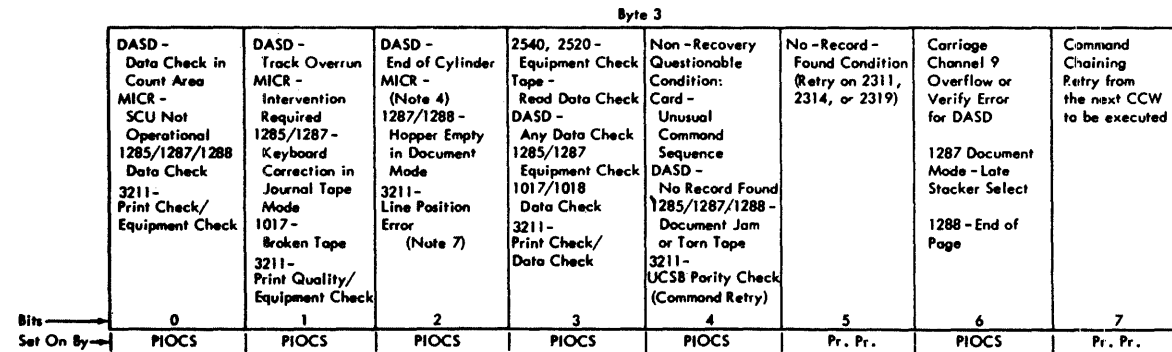 Byte 3
DASD -
Data Check in
Count Area
MICR -
SCU Not
Operational
1285/1287/1288
Data Check
3211-
Print Check/
Equipment Check
DASD -
Track Overrun
MICR -
Intervention
Required
1285/1287 -
Keyboard
Correction in
Journal Tape
Mode
1017 -
Broken Tape
3211-
Print Quality/
Equipment Check
DASD -
End of Cylinder
MICR -
(Note 4)
1287/1288 -
Hopper Empty
in Document
Mode
3211-
Line Position
Error
(Note 7)
2540, 2520 -
Equipment Check
Tape -
Read Data Check
DASD -
Any Data Check
1285/1287
Equipment Check
1017/1018
Data Check
3211-
Print Check/
Data Check
Non-Recovery
Questionable
Condition:
Card -
Unusual
Command
Sequence
DASD -
No Record Found
1285/1287/1288 -
Document Jam
or Torn Tape
3211-
UCSB Parity Check
(Command Retry)
No-Record-
Found Condition
(Retry on 2311,
2314, or 2319)
Carriage
Channel 9
Overflow or
Verify Error
for DASD
1287 Document
Mode - Late
Stacker Select
1288 - End of
Page
Command
Chaining
Retry from
the next CCW
to be executed
Bits 0 1 2 3 4 5 6 7
Set On By PIOCS PIOCS PIOCS PIOCS PIOCS Pr. Pr. PIOCS Pr. Pr.